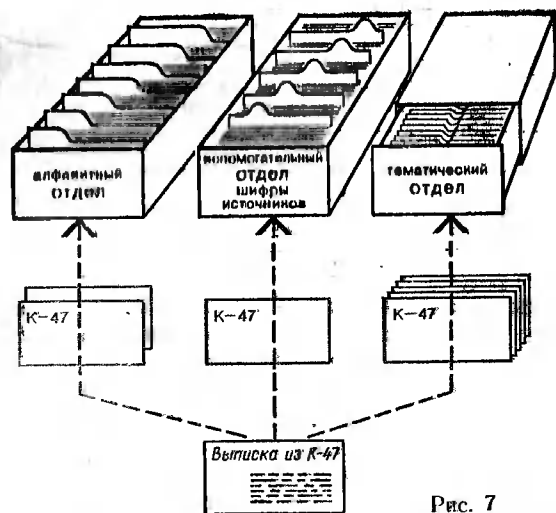 алфавитный
ОТДЕЛ
вспомогательный
ОТДЕЛ
шифры
источников
тематический
ОТДЕЛ
К-47
К-47
К-47
Выписка из К-47
Рис. 7